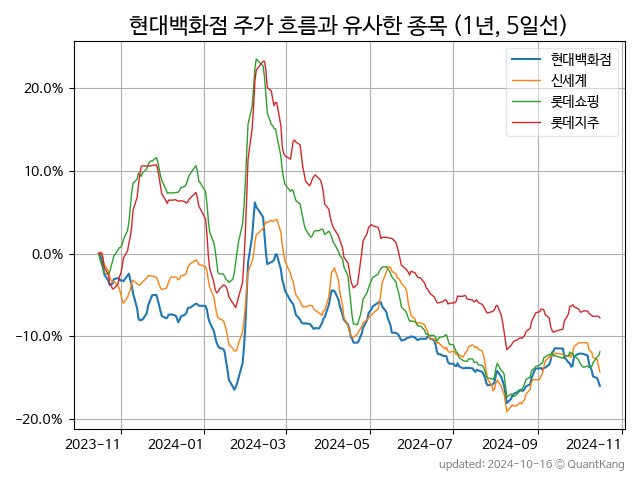 현대백화점 주가 흐름과 유사한 종목 (1년, 5일선)
현대백화점
신세계
롯데쇼핑
롯데지주
20.0%
10.0%
0.0%
−10.0%
−20.0%
2023-11
2024-01
2024-03
2024-05
2024-07
2024-09
2024-11
updated: 2024-10-16 © QuantKang